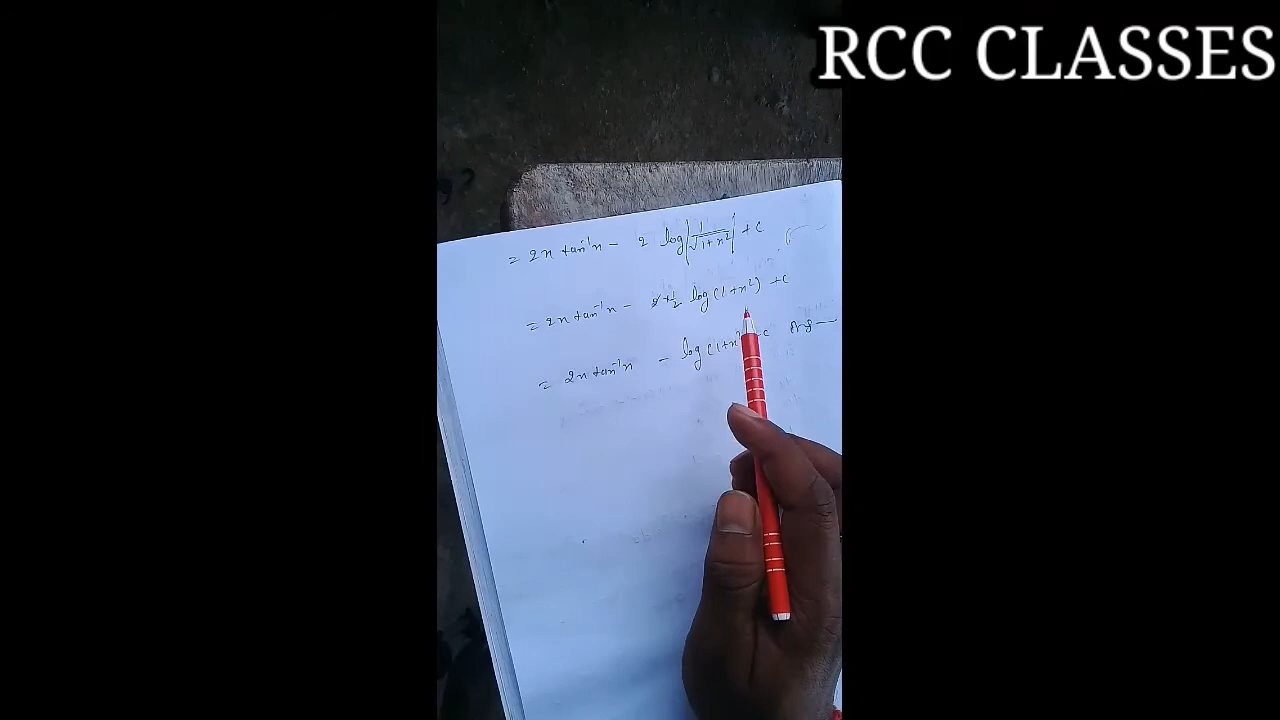 RCC CLASSES
= 2x tan⁻¹x - 2 log|1/√1+x²| + c
= 2x tan⁻¹x - 2×1/2 log(1+x²) + c
= 2x tan⁻¹x - log(1+x² c Ans